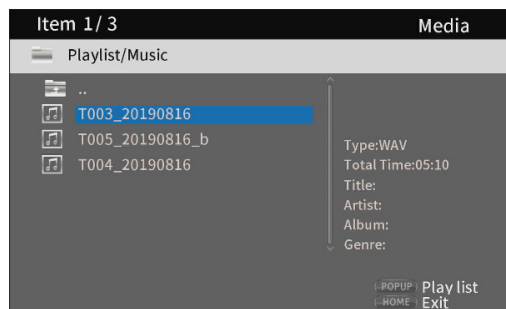 Item 1/ 3
Media
Playlist/Music
..
T003_20190816
T005_20190816_b
T004_20190816
Type:WAV
Total Time:05:10
Title:
Artist:
Album:
Genre:
POPUP Play list
HOME Exit